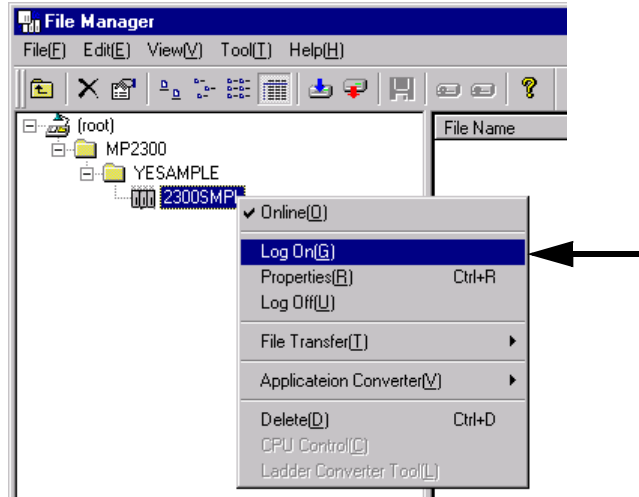 File Manager
File(F) Edit(E) View(V) Tool(T) Help(H)
(root)
File Name
MP2300
YESAMPLE
2300SMPL
Online(O)
Log On(G)
Properties(R) Ctrl+R
Log Off(U)
File Transfer(T)
Applicateion Converter(V)
Delete(D) Ctrl+D
CPU Control(C)
Ladder Converter Tool(L)